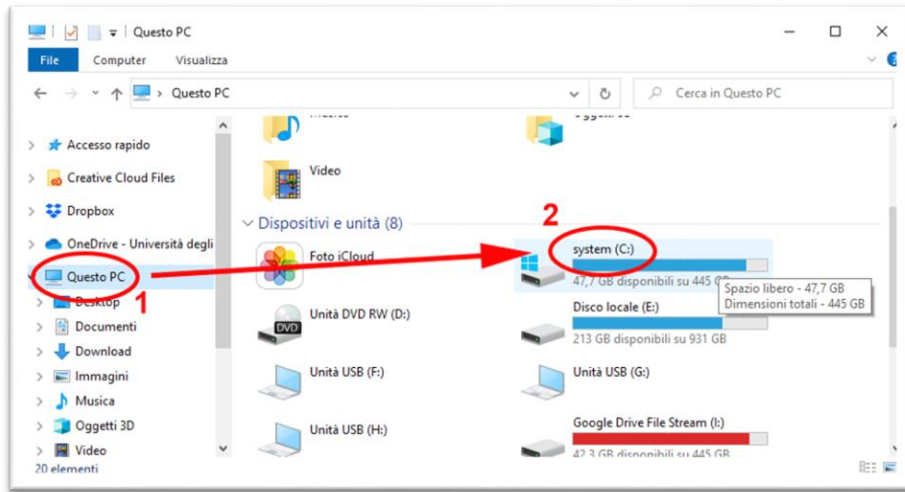 Questo PC
File Computer Visualizza
Questo PC
Cerca in Questo PC
Accesso rapido
Creative Cloud Files
Dropbox
OneDrive - Università degli
Questo PC
1
Desktop
Documenti
Download
Immagini
Musica
Oggetti 3D
Video
20 elementi
Video
Dispositivi e unità (8)
2
Foto iCloud
system (C:)
47,7 GB disponibili su 445
Spazio libero - 47,7 GB
Dimensioni totali - 445 GB
Unità DVD RW (D:)
DVD
Disco locale (E:)
213 GB disponibili su 931 GB
Unità USB (F:)
Unità USB (G:)
Unità USB (H:)
Google Drive File Stream (I:)
42,3 GB disponibili su 445 GB